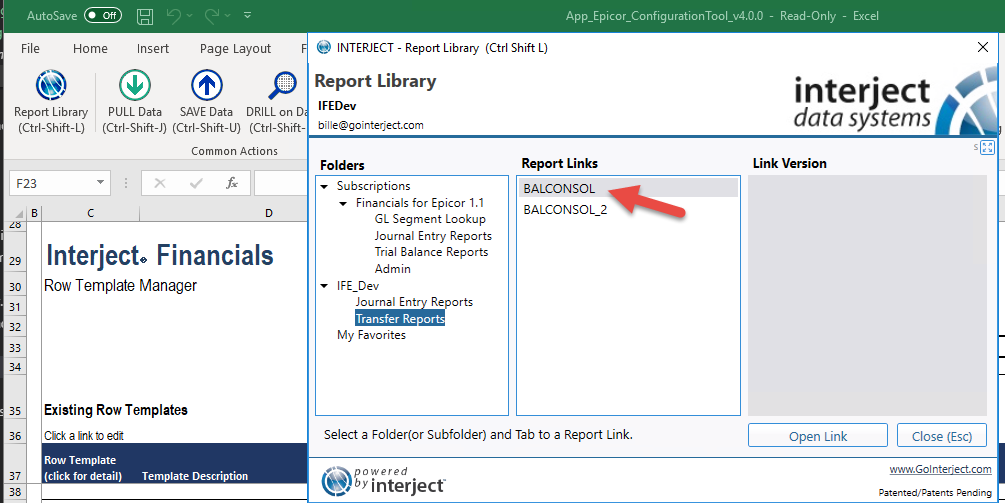 AutoSave Off
App_Epicor_ConfigurationTool_v4.0.0 - Read-Only - Excel
File Home Insert Page Layout F
Report Library
(Ctrl-Shift-L)
PULL Data
(Ctrl-Shift-J)
SAVE Data
(Ctrl-Shift-U)
DRILL on Da
(Ctrl-Shift-
Common Actions
F23
fx
B C D
28
29
30
31
32
33
34
35
36
37
38
Interject Financials
Row Template Manager
Existing Row Templates
Click a link to edit
Row Template
(click for detail)
Template Description
INTERJECT - Report Library (Ctrl Shift L)
Report Library
IFEDev
bille@gointerject.com
interject
data systems
s
Folders
Subscriptions
Financials for Epicor 1.1
GL Segment Lookup
Journal Entry Reports
Trial Balance Reports
Admin
IFE_Dev
Journal Entry Reports
Transfer Reports
My Favorites
Report Links
BALCONSOL
BALCONSOL_2
Link Version
Select a Folder(or Subfolder) and Tab to a Report Link.
Open Link
Close (Esc)
powered
by interject
www.GoInterject.com
Patented/Patents Pending